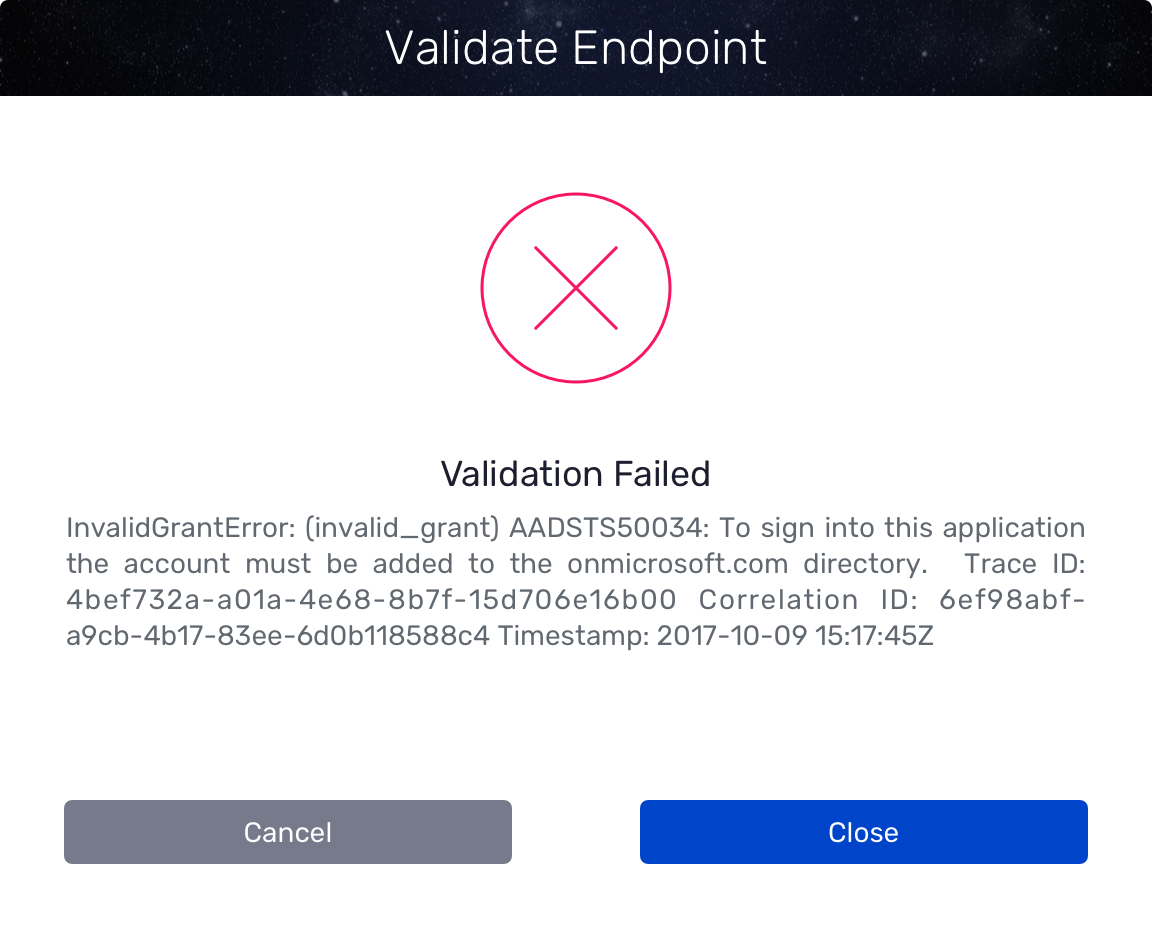 Validate Endpoint
Validation Failed
InvalidGrantError: (invalid_grant) AADSTS50034: To sign into this application
the account must be added to the onmicrosoft.com directory. Trace ID:
4bef732a-a01a-4e68-8b7f-15d706e16b00 Correlation ID: 6ef98abf-
a9cb-4b17-83ee-6d0b118588c4 Timestamp: 2017-10-09 15:17:45Z
Cancel
Close